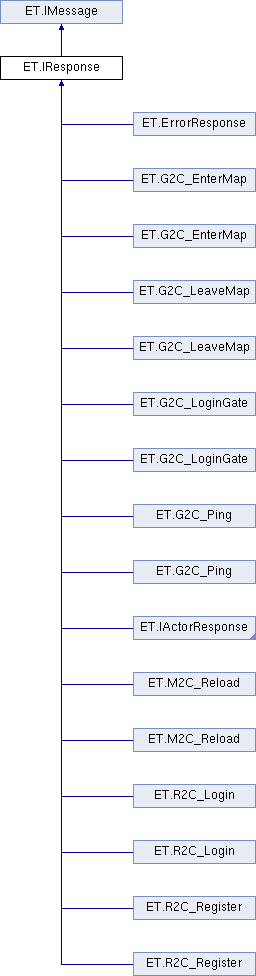 ET.IMessage
ET.IResponse
ET.ErrorResponse
ET.G2C_EnterMap
ET.G2C_EnterMap
ET.G2C_LeaveMap
ET.G2C_LeaveMap
ET.G2C_LoginGate
ET.G2C_LoginGate
ET.G2C_Ping
ET.G2C_Ping
ET.IActorResponse
ET.M2C_Reload
ET.M2C_Reload
ET.R2C_Login
ET.R2C_Login
ET.R2C_Register
ET.R2C_Register